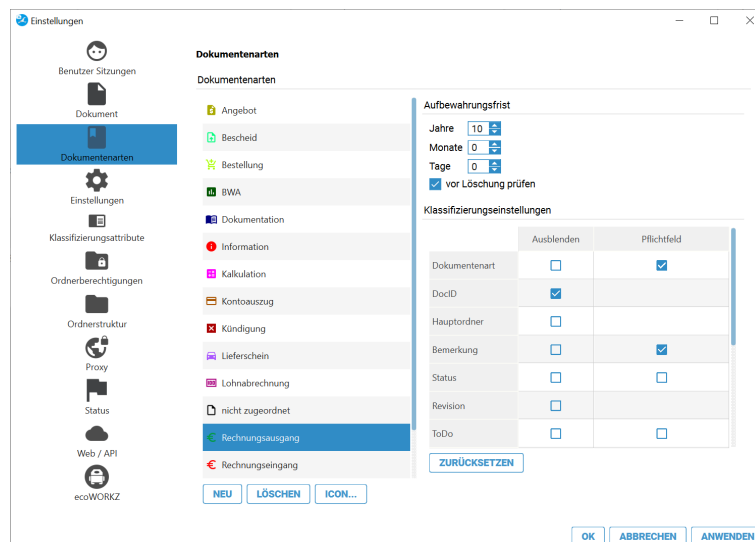 Einstellungen
Benutzer Sitzungen
Dokument
Dokumentenarten
Einstellungen
Klassifizierungsattribute
Ordnerberechtigungen
Ordnerstruktur
Proxy
Status
Web / API
ecoWORKZ
Dokumentenarten
Dokumentenarten
Angebot
Bescheid
Bestellung
BWA
Dokumentation
Information
Kalkulation
Kontoauszug
Kündigung
Lieferschein
Lohnabrechnung
nicht zugeordnet
Rechnungsausgang
Rechnungseingang
NEU LÖSCHEN ICON...
Aufbewahrungsfrist
Jahre 10
Monate 0
Tage 0
vor Löschung prüfen
Klassifizierungseinstellungen
Ausblenden Pflichtfeld
Dokumentenart
DocID
Hauptordner
Bemerkung
Status
Revision
ToDo
ZURÜCKSETZEN
OK ABBRECHEN ANWENDEN